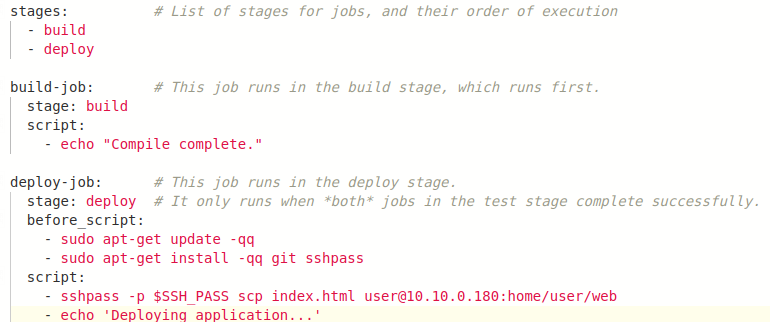 stages:          # List of stages for jobs, and their order of execution
  - build
  - deploy
build-job:       # This job runs in the build stage, which runs first.
  stage: build
  script:
    - echo "Compile complete."
deploy-job:      # This job runs in the deploy stage.
  stage: deploy  # It only runs when *both* jobs in the test stage complete successfully.
  before_script:
    - sudo apt-get update -qq
    - sudo apt-get install -qq git sshpass
  script:
    - sshpass -p $SSH_PASS scp index.html user@10.10.0.180:home/user/web
    - echo 'Deploying application...'